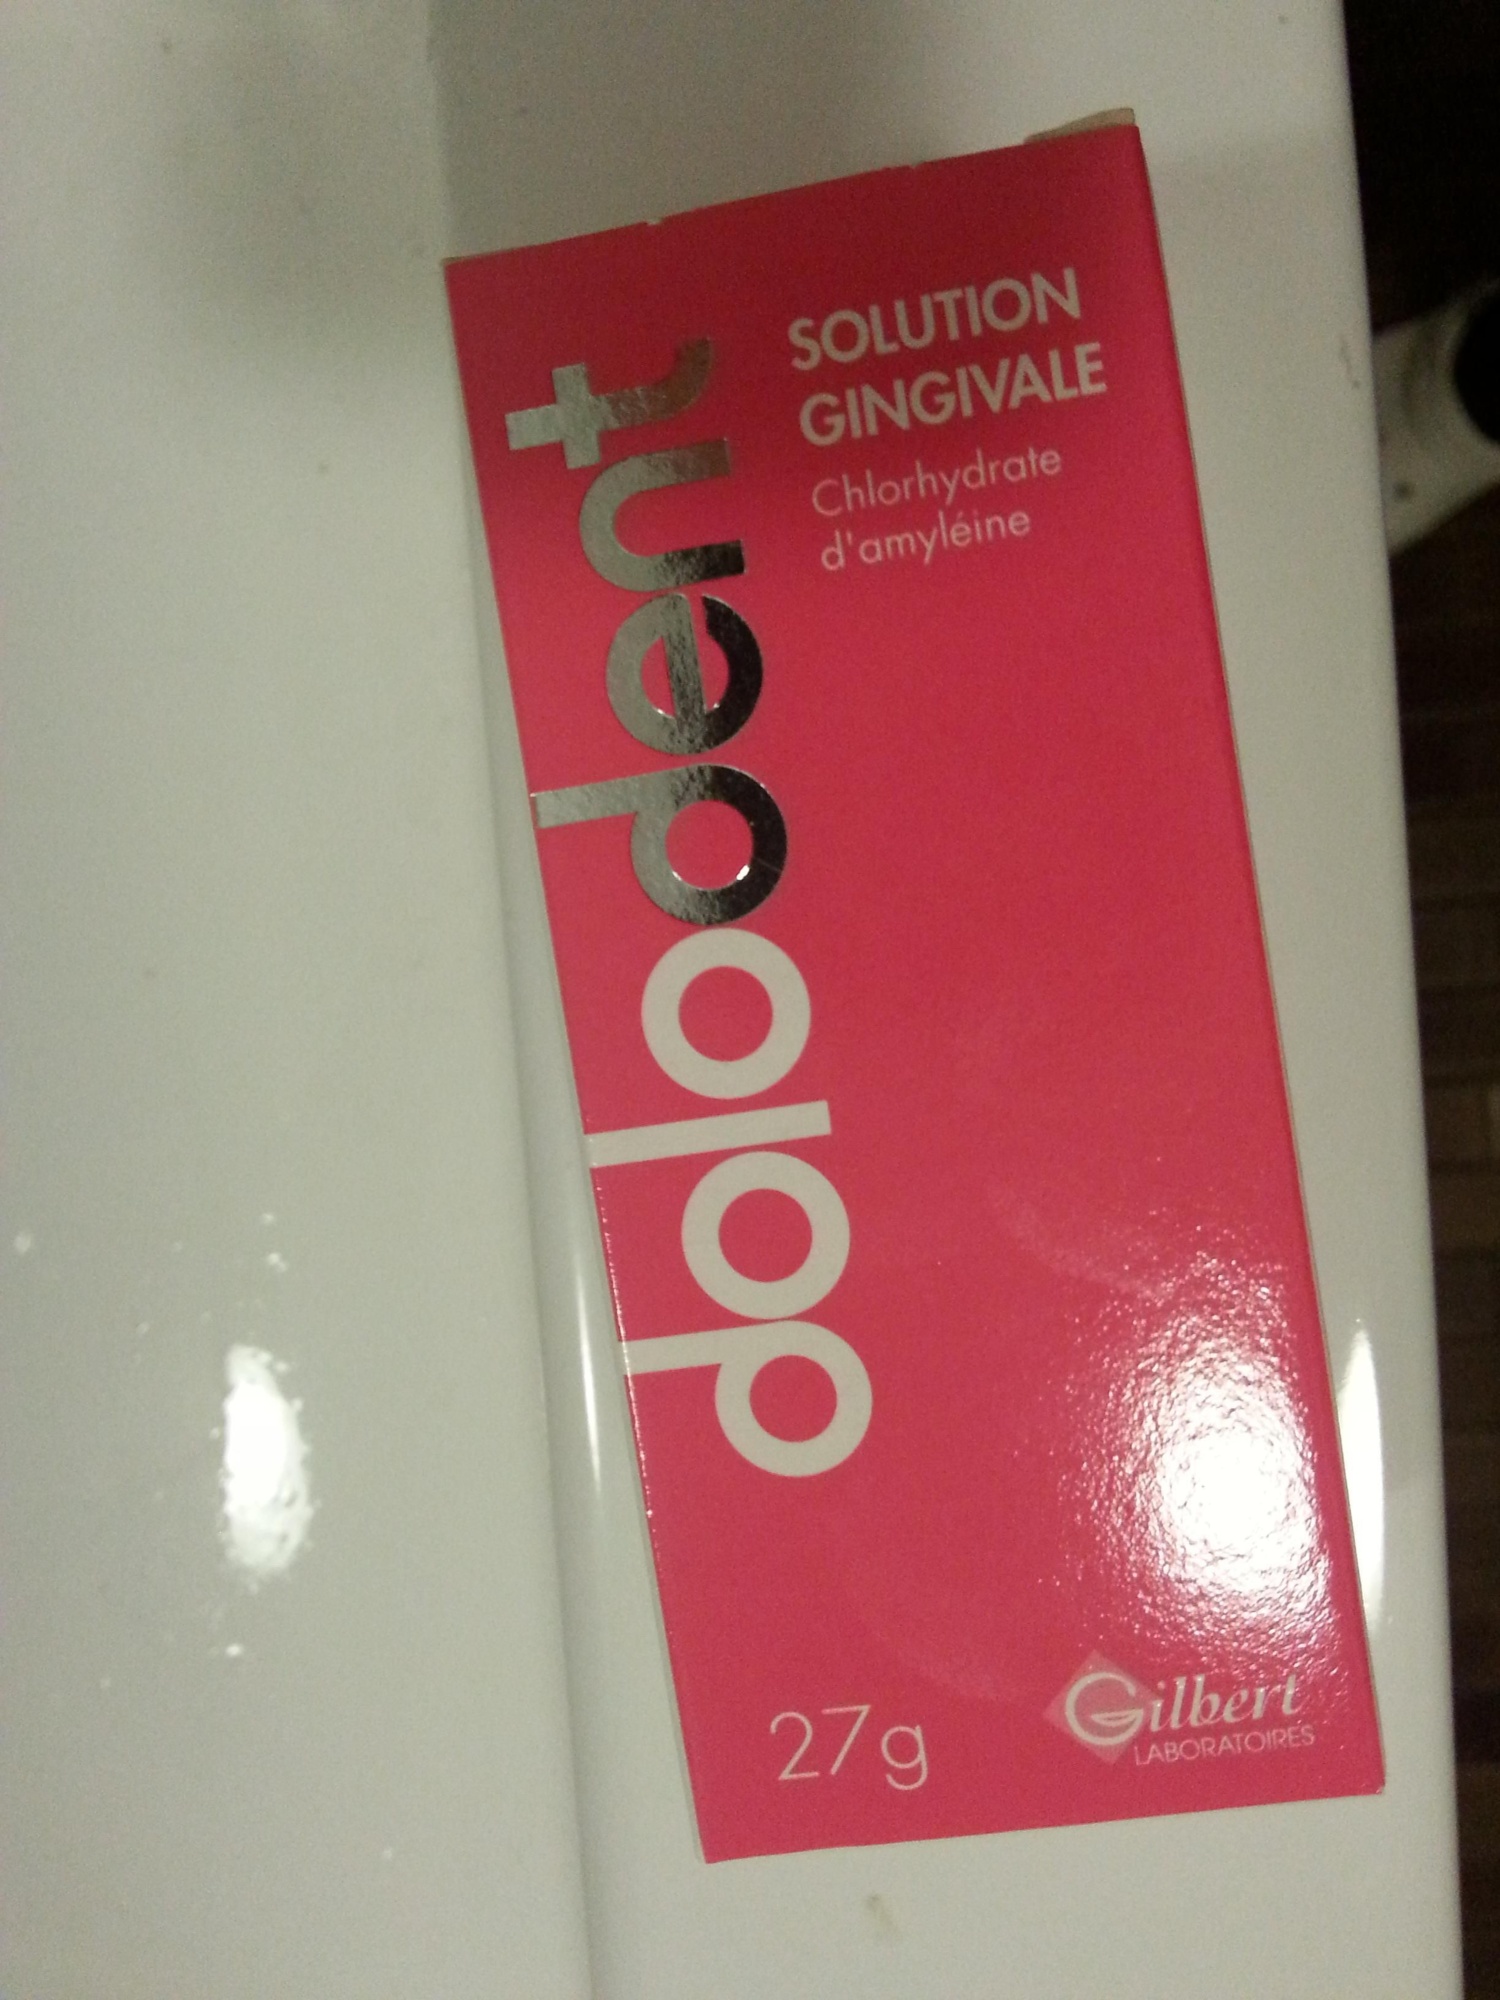 dolodent
SOLUTION
GINGIVALE
Chlorhydrate
d'amyléine
27g
Gilbert
LABORATOIRES